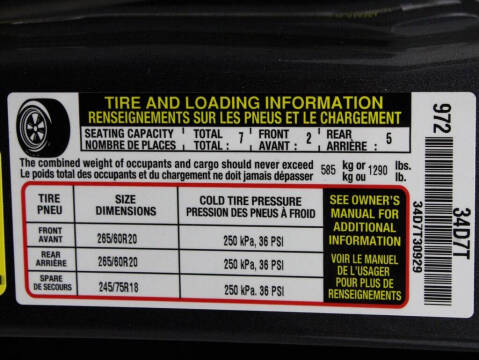 TIRE AND LOADING INFORMATION
RENSEIGNEMENTS SUR LES PNEUS ET LE CHARGEMENT
SEATING CAPACITY TOTAL 7 FRONT 2 REAR 5
NOMBRE DE PLACES TOTAL : AVANT : ARRIÈRE :
The combined weight of occupants and cargo should never exceed 585 kg or 1290 lbs.
Le poids total des occupants et du chargement ne doit jamais dépasser kg ou lb.
TIRE SIZE COLD TIRE PRESSURE
PNEU DIMENSIONS PRESSION DES PNEUS À FROID
FRONT
AVANT 265/60R20 250 kPa, 36 PSI
REAR
ARRIÈRE 265/60R20 250 kPa, 36 PSI
SPARE
DE SECOURS 245/75R18 250 kPa, 36 PSI
SEE OWNER'S
MANUAL FOR
ADDITIONAL
INFORMATION
VOIR LE MANUEL
DE L'USAGER
POUR PLUS DE
RENSEIGNEMENTS
972
34D7T
34D7T30929